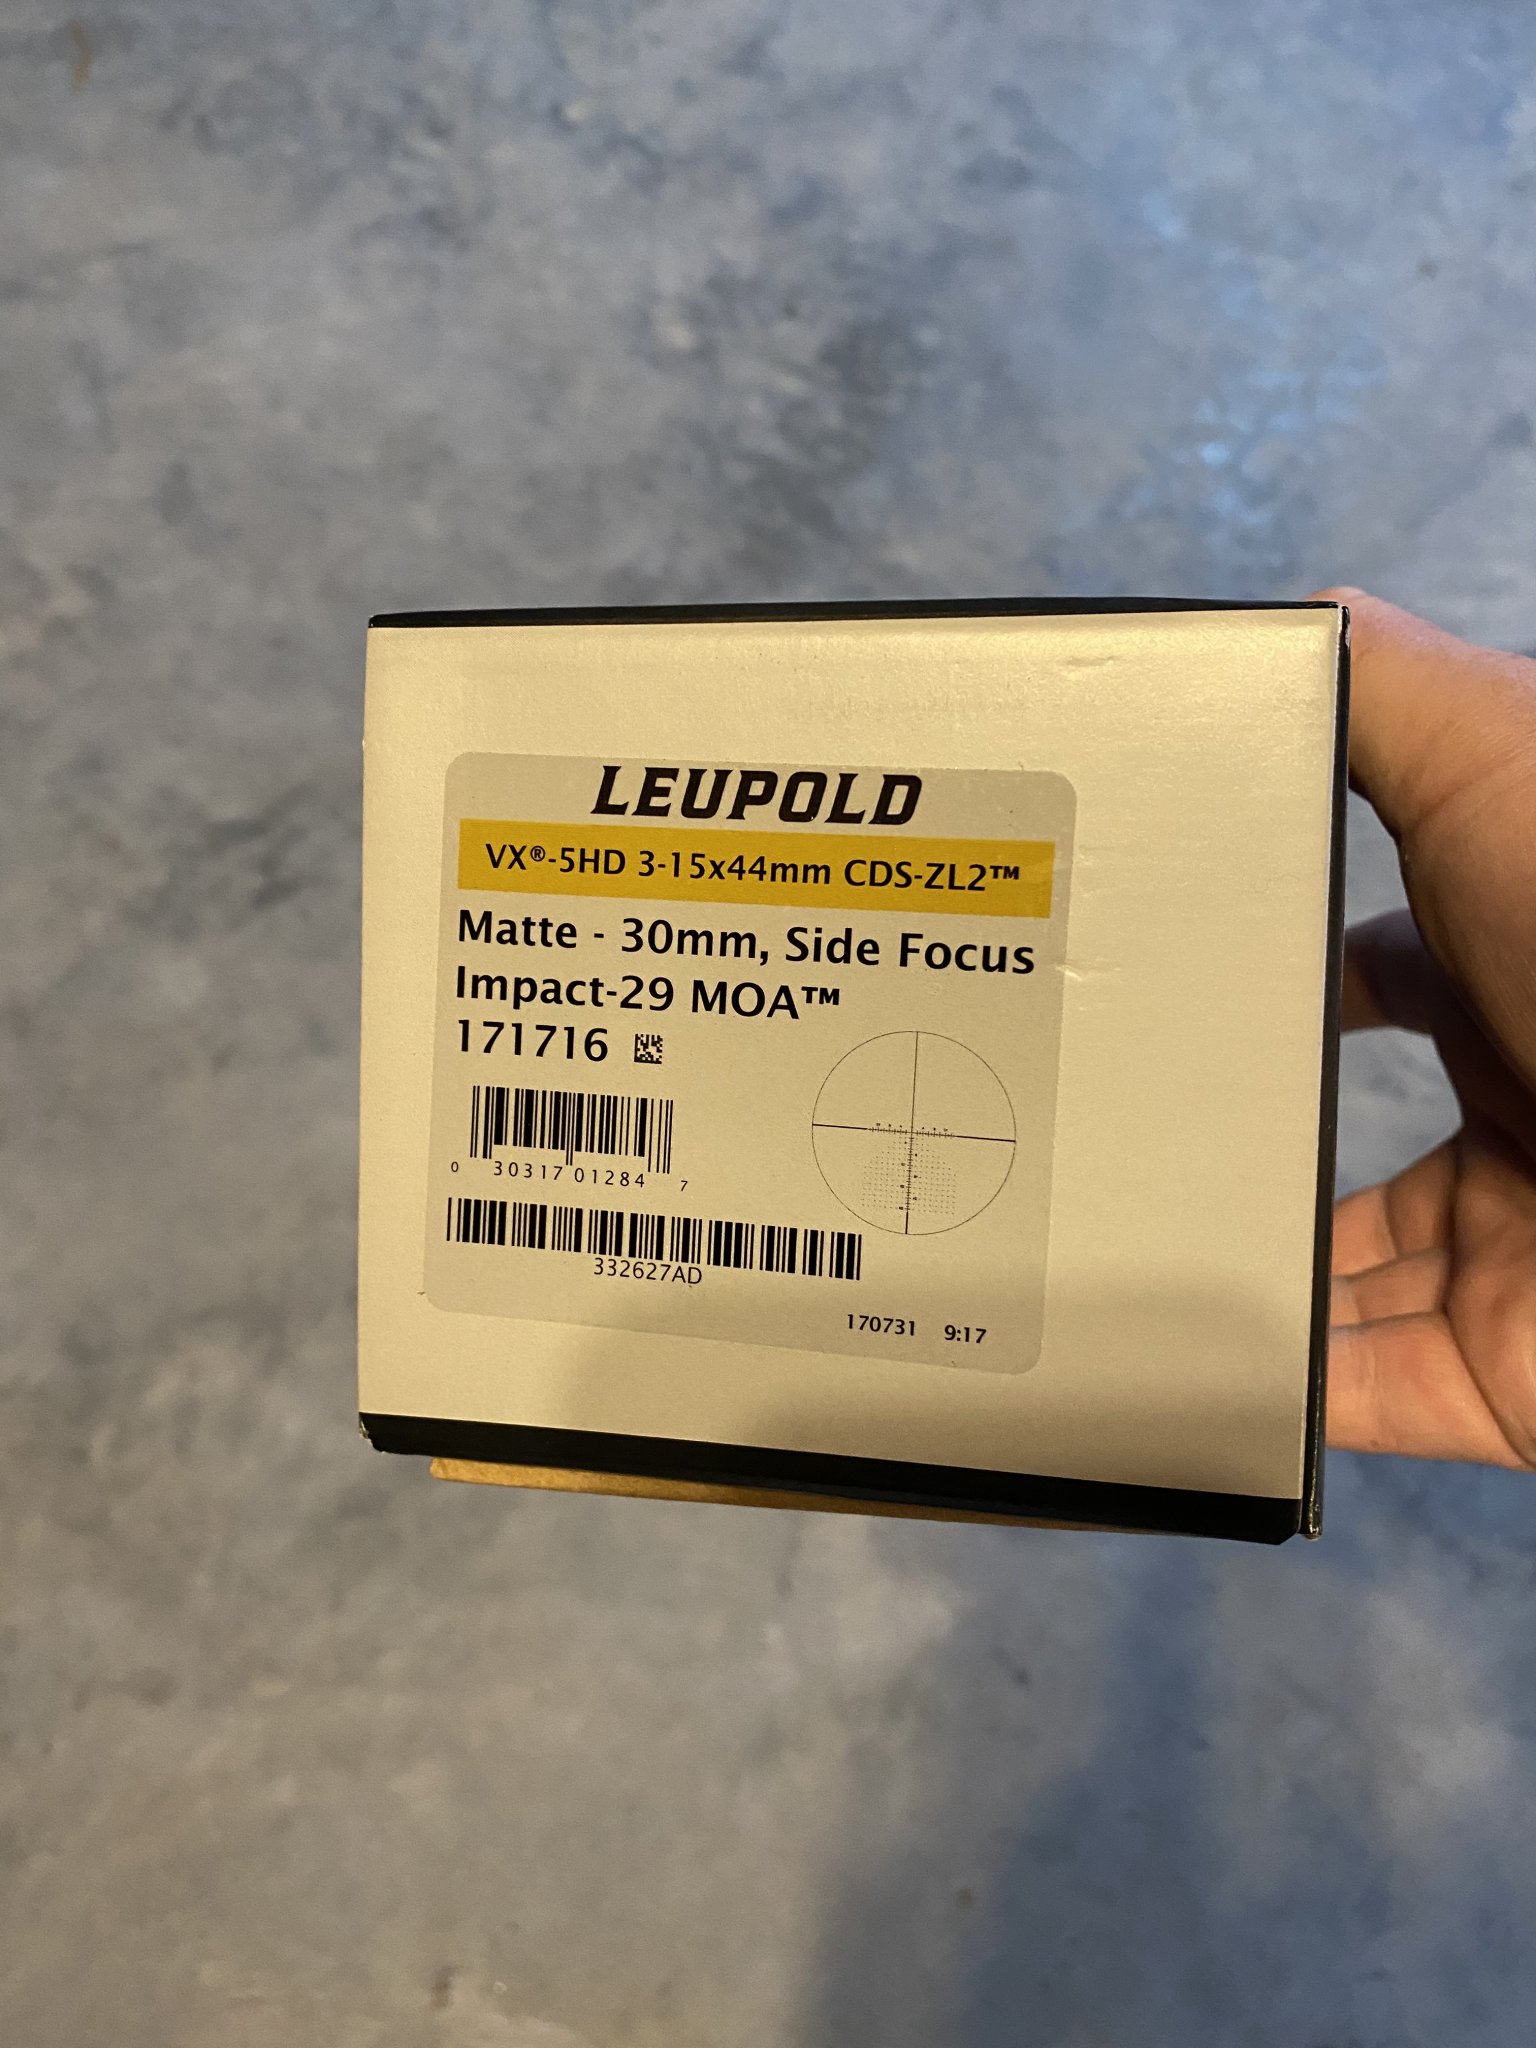 LEUPOLD
VX®-5HD 3-15x44mm CDS-ZL2™
Matte - 30mm, Side Focus
Impact-29 MOA™
171716
0 30317 01284 7
332627AD
170731 9:17